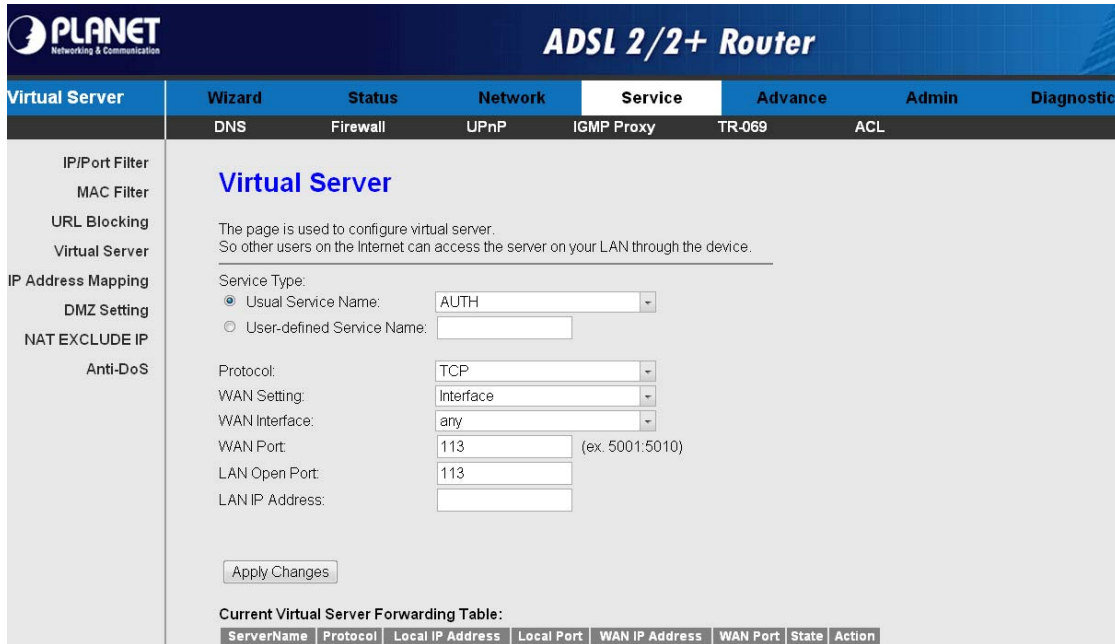 PLANET
Networking & Communication
ADSL 2/2+ Router
Virtual Server
Wizard Status Network Service Advance Admin Diagnostic
DNS Firewall UPnP IGMP Proxy TR-069 ACL
IP/Port Filter
MAC Filter
URL Blocking
Virtual Server
IP Address Mapping
DMZ Setting
NAT EXCLUDE IP
Anti-DoS
Virtual Server
The page is used to configure virtual server.
So other users on the Internet can access the server on your LAN through the device.
Service Type:
Usual Service Name: AUTH
User-defined Service Name:
Protocol: TCP
WAN Setting: Interface
WAN Interface: any
WAN Port: 113 (ex. 5001:5010)
LAN Open Port: 113
LAN IP Address:
Apply Changes
Current Virtual Server Forwarding Table:
ServerName Protocol Local IP Address Local Port WAN IP Address WAN Port State Action